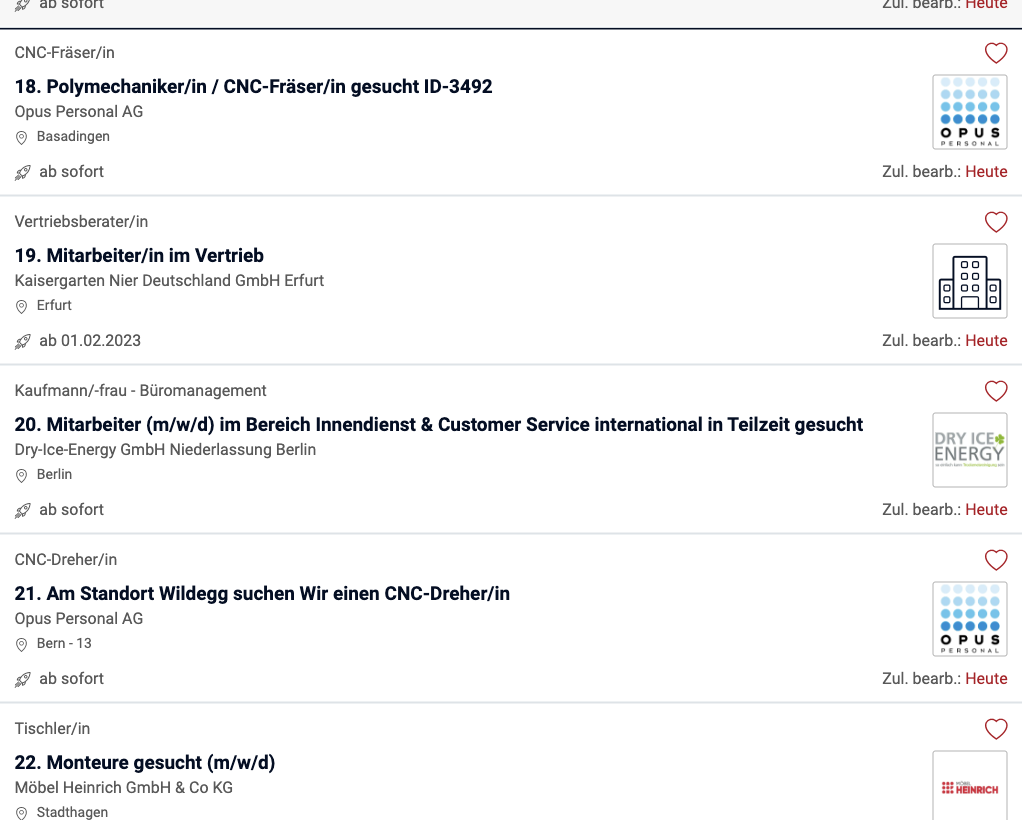 ab sofort
Zul. bearb.: Heute
CNC-Fräser/in
18. Polymechaniker/in / CNC-Fräser/in gesucht ID-3492
Opus Personal AG
Basadingen
OPUS
PERSONAL
ab sofort
Zul. bearb.: Heute
Vertriebsberater/in
19. Mitarbeiter/in im Vertrieb
Kaisergarten Nier Deutschland GmbH Erfurt
Erfurt
ab 01.02.2023
Zul. bearb.: Heute
Kaufmann/-frau - Büromanagement
20. Mitarbeiter (m/w/d) im Bereich Innendienst & Customer Service international in Teilzeit gesucht
Dry-Ice-Energy GmbH Niederlassung Berlin
Berlin
DRY ICE
ENERGY
ab sofort
Zul. bearb.: Heute
CNC-Dreher/in
21. Am Standort Wildegg suchen Wir einen CNC-Dreher/in
Opus Personal AG
Bern - 13
OPUS
PERSONAL
ab sofort
Zul. bearb.: Heute
Tischler/in
22. Monteure gesucht (m/w/d)
Möbel Heinrich GmbH & Co KG
Stadthagen
MÖBEL
HEINRICH